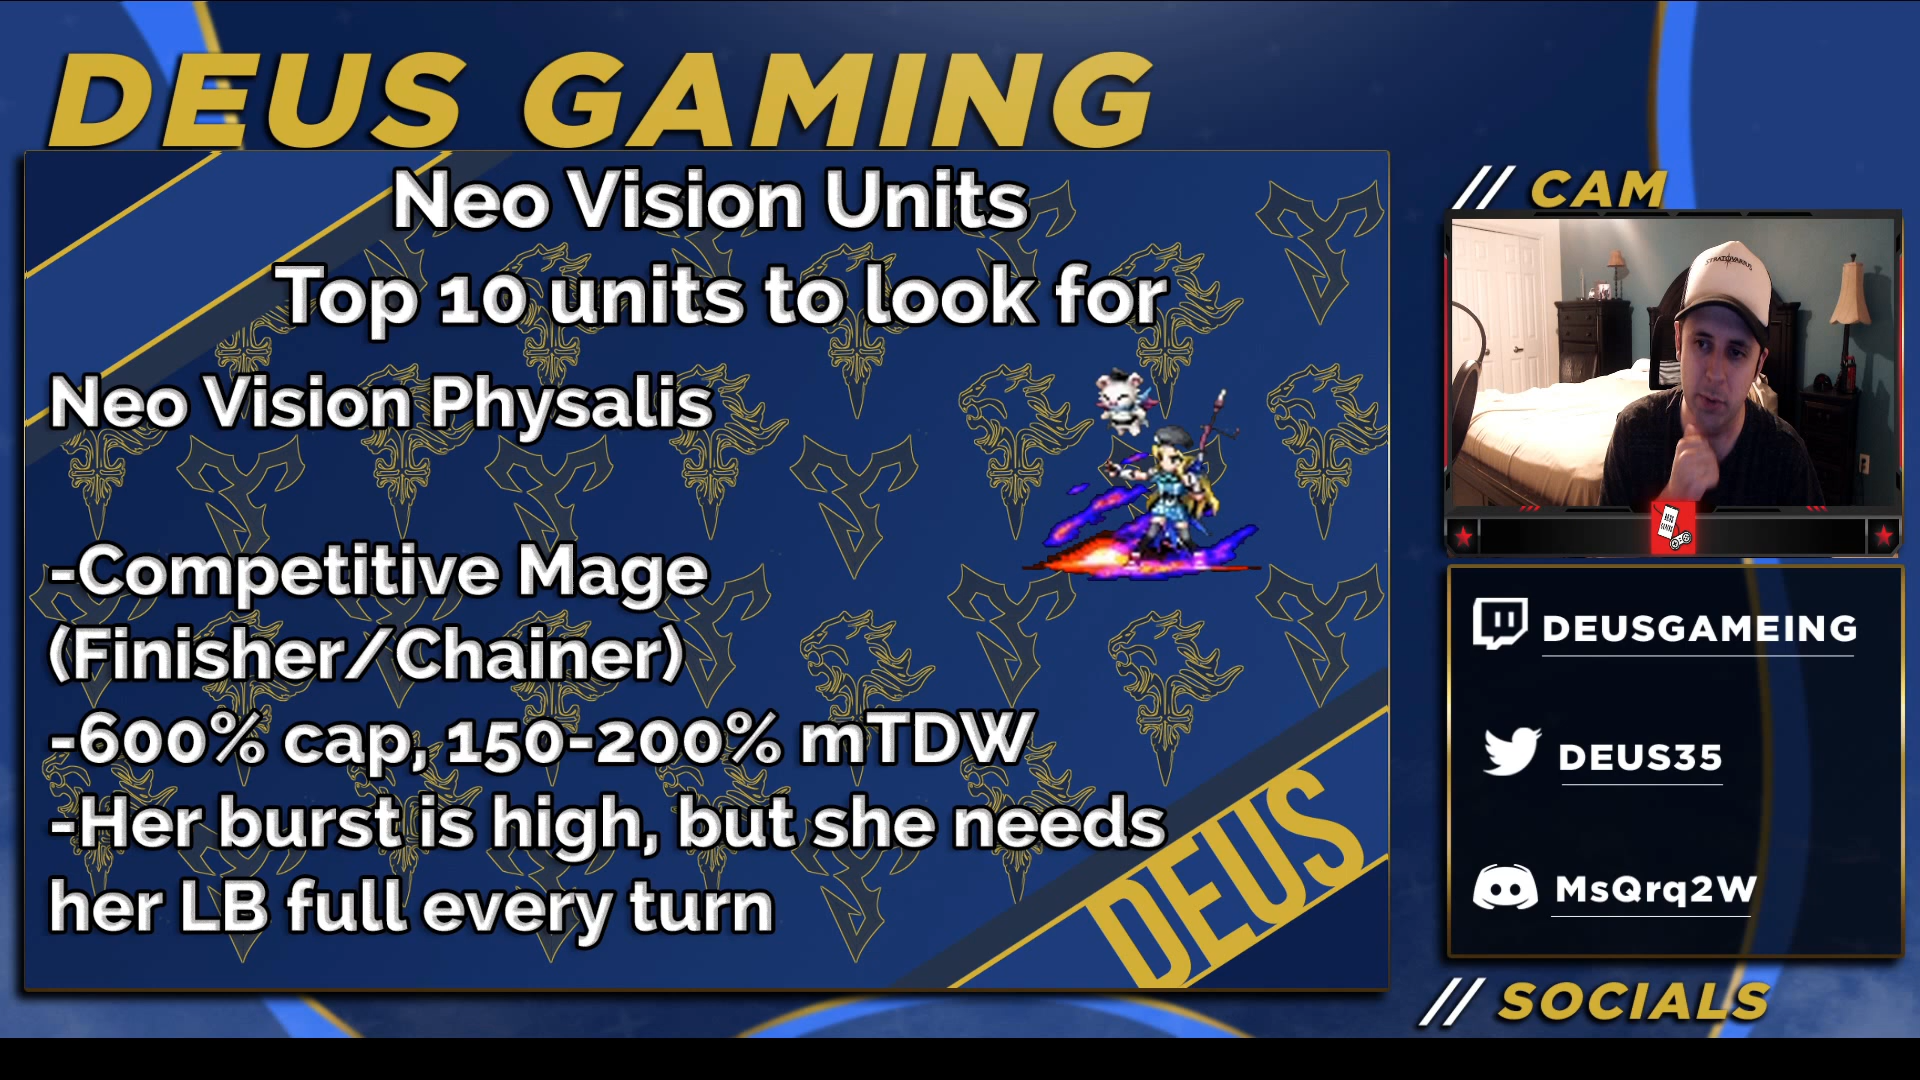 DEUS GAMING
Neo Vision Units
Top 10 units to look for
Neo Vision Physalis
-Competitive Mage
(Finisher/Chainer)
-600% cap, 150-200% mTDW
-Her burst is high, but she needs
her LB full every turn
DEUS
// CAM
STRATOVARIUS
DEUSGAMEING
DEUS35
MsQrq2W
// SOCIALS